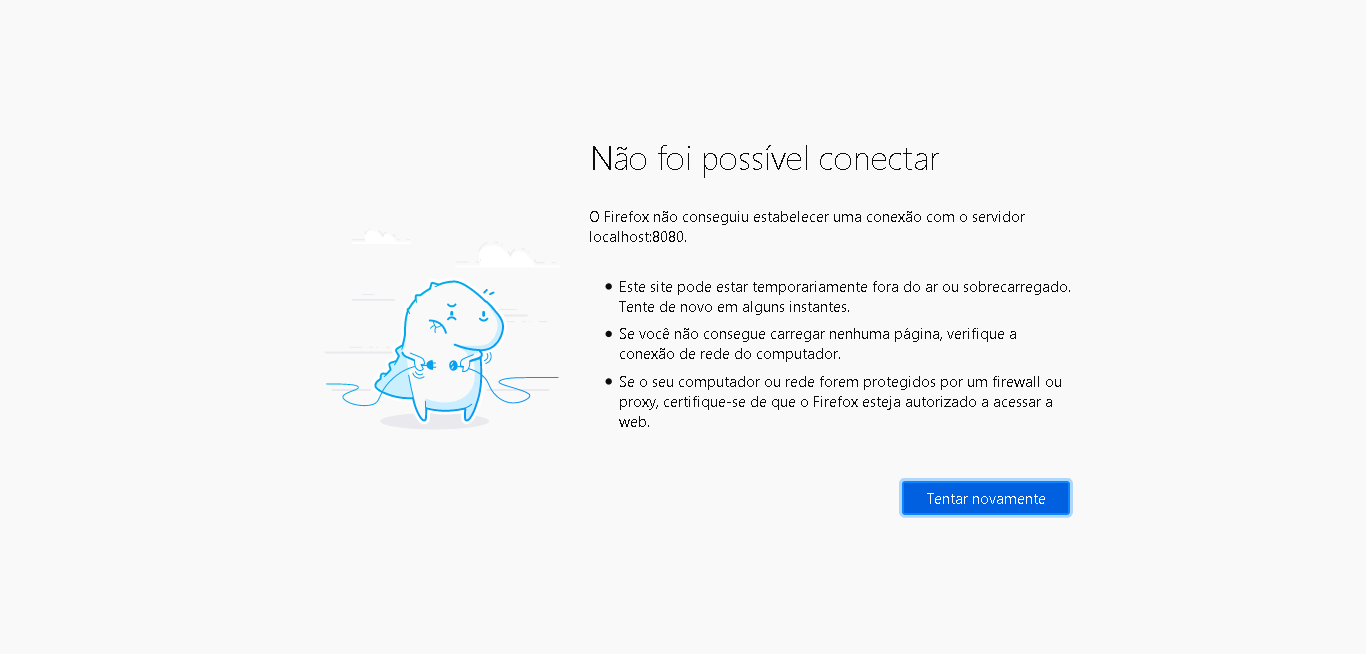 Não foi possível conectar
O Firefox não conseguiu estabelecer uma conexão com o servidor
localhost:8080.
• Este site pode estar temporariamente fora do ar ou sobrecarregado.
Tente de novo em alguns instantes.
• Se você não consegue carregar nenhuma página, verifique a
conexão de rede do computador.
• Se o seu computador ou rede forem protegidos por um firewall ou
proxy, certifique-se de que o Firefox esteja autorizado a acessar a
web.
Tentar novamente